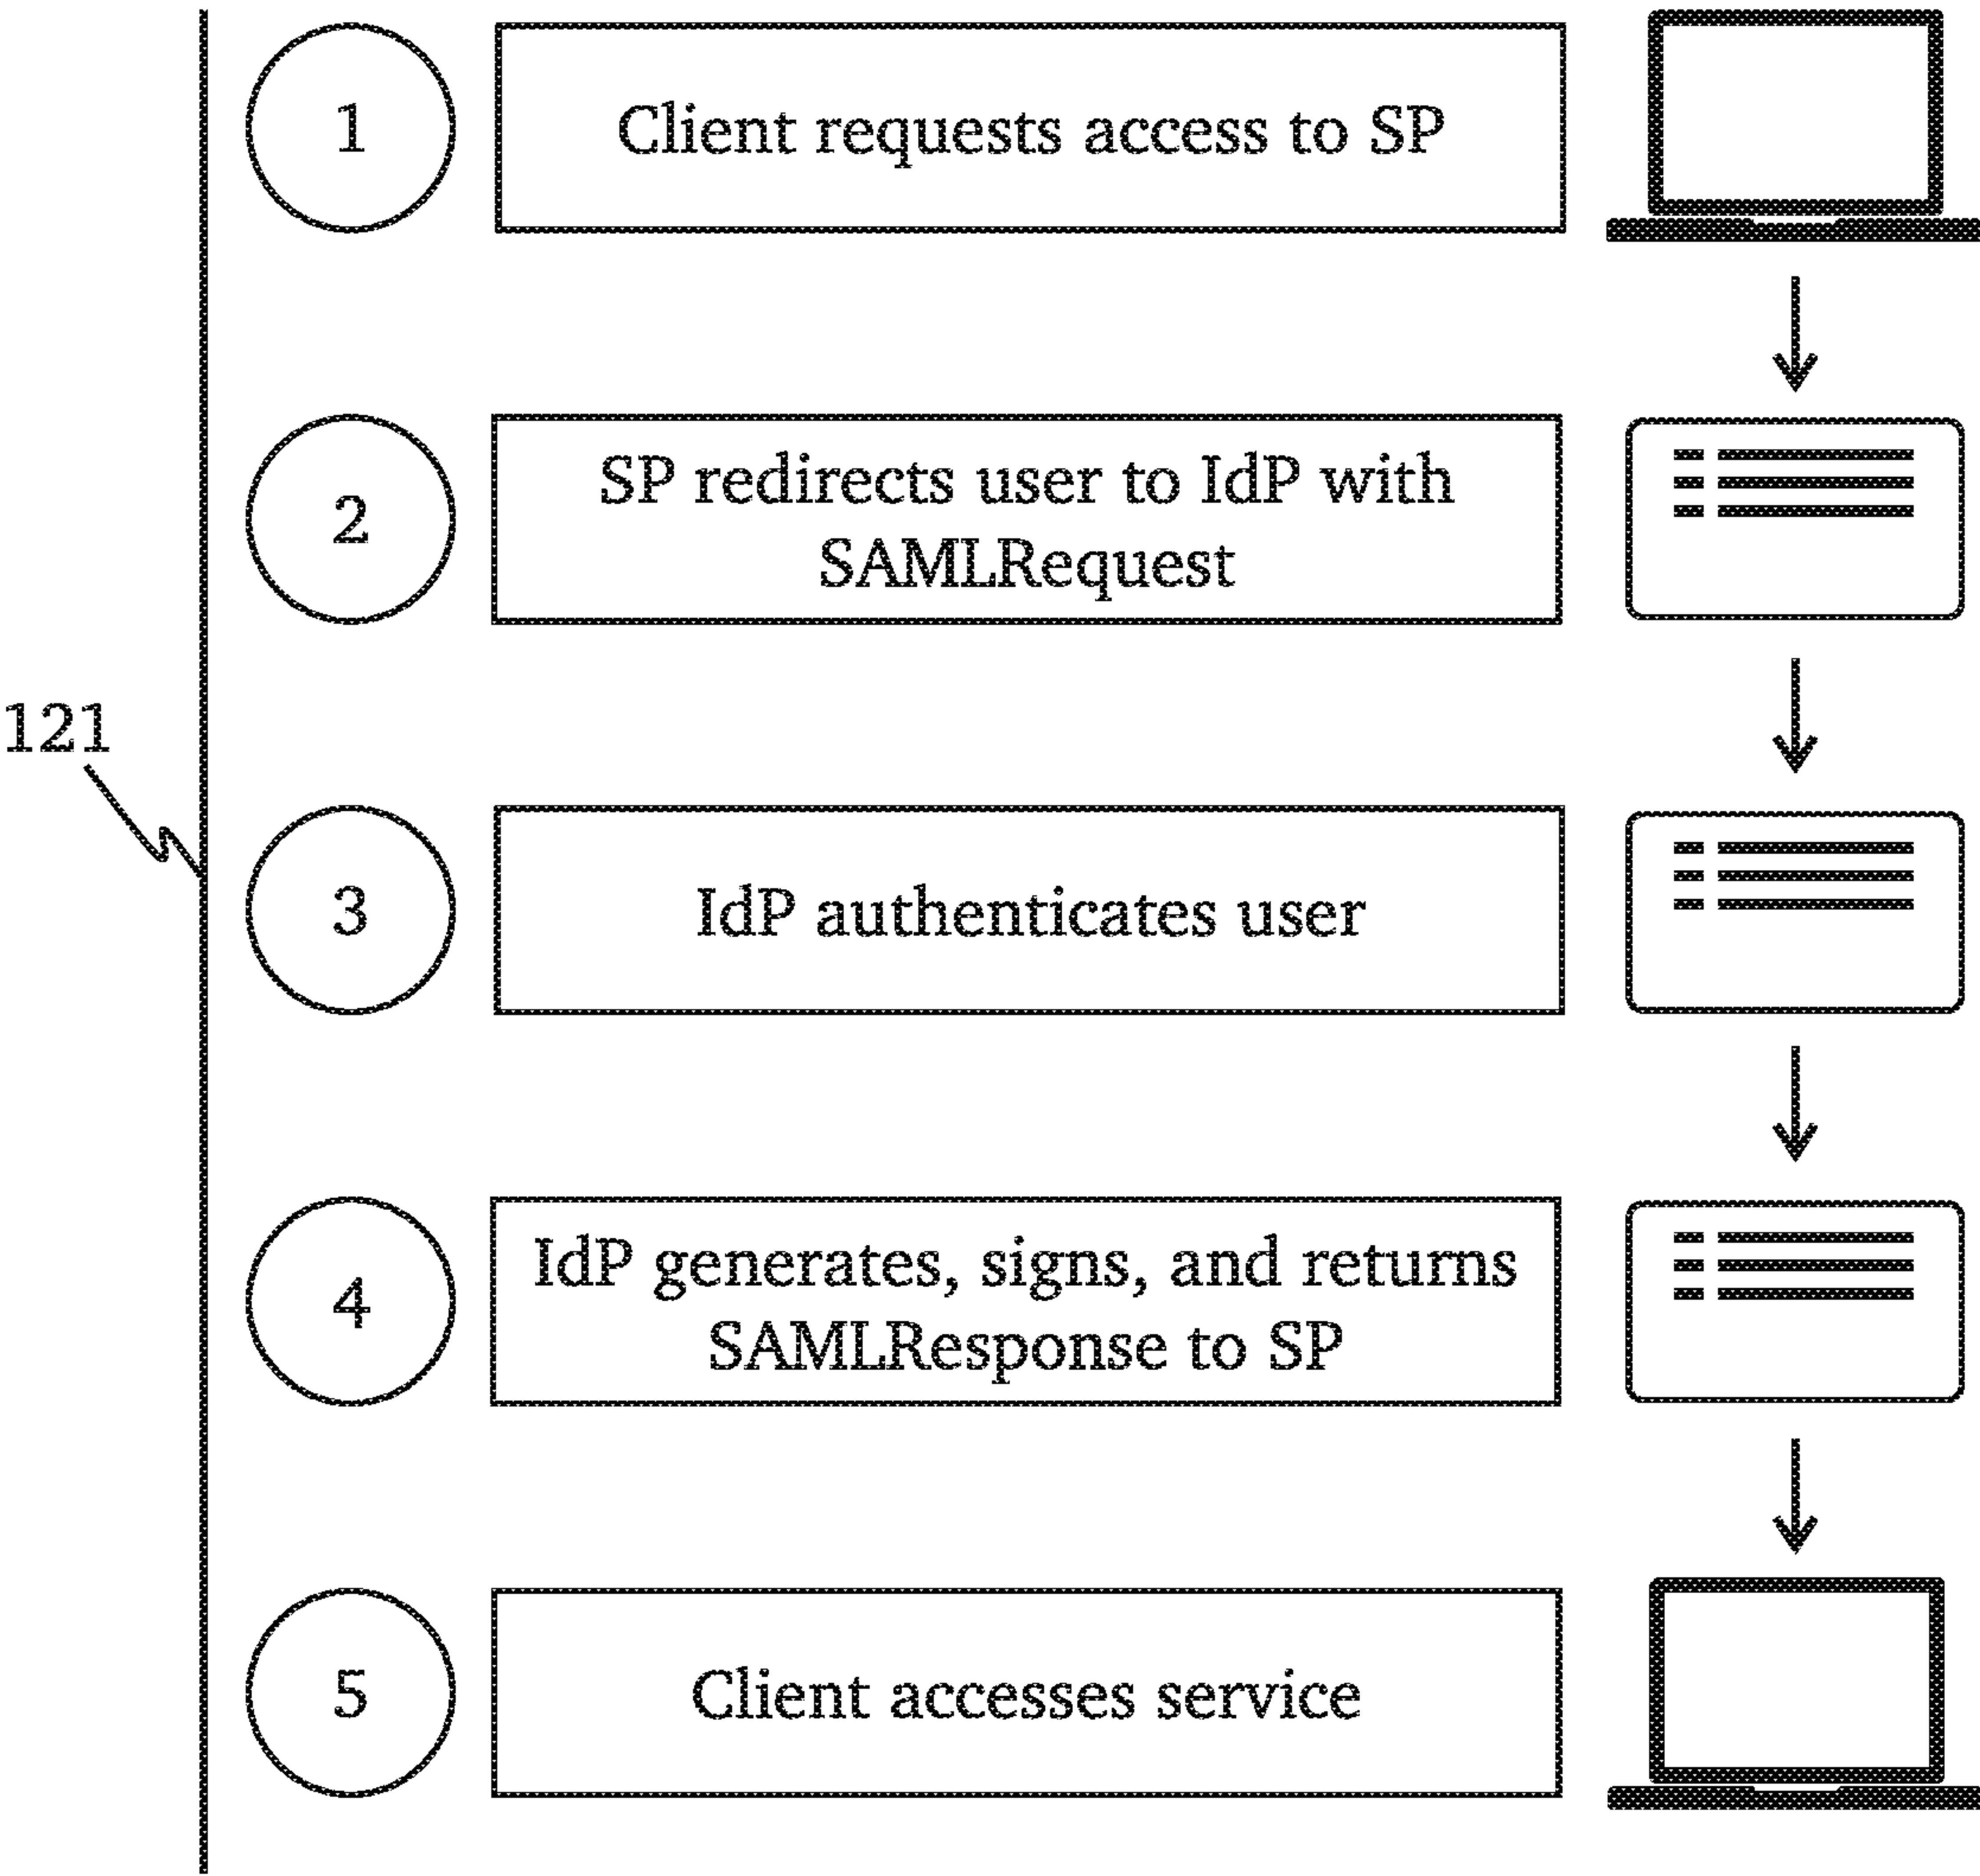 1
Client requests access to SP
2
SP redirects user to IdP with
SAMLRequest
121
3
IdP authenticates user
4
IdP generates, signs, and returns
SAMLResponse to SP
5
Client accesses service